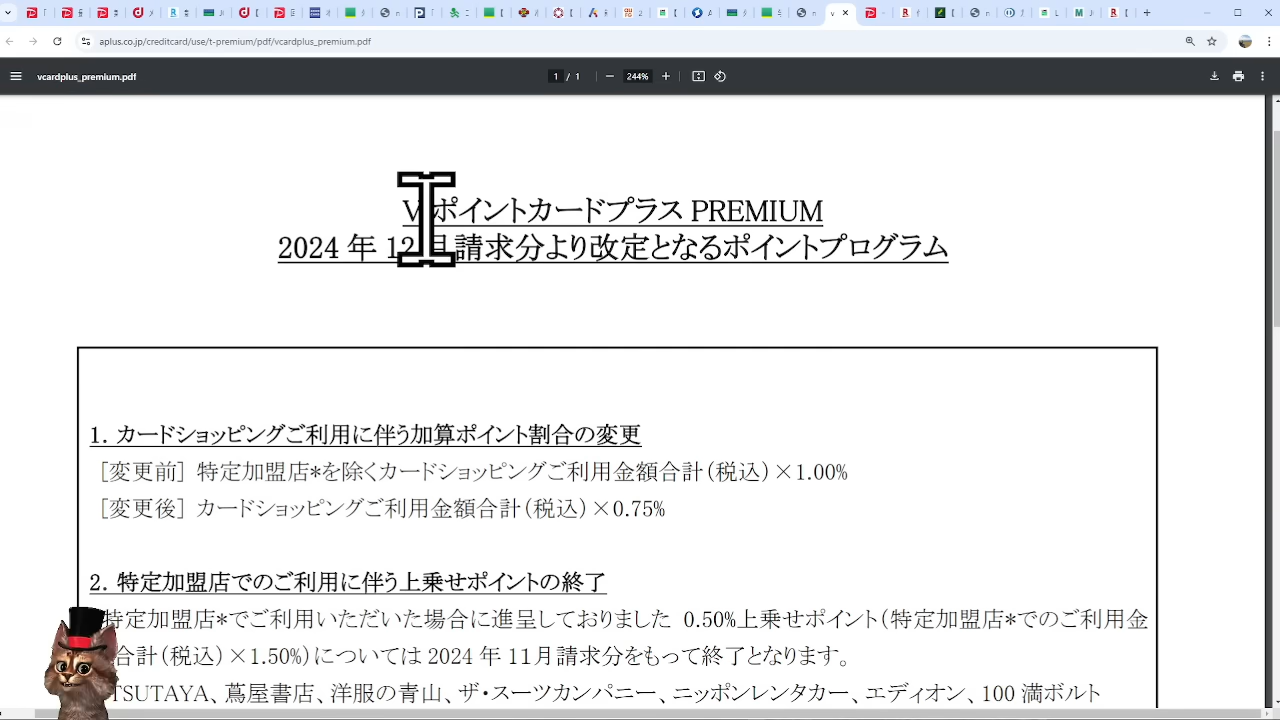 aplus.co.jp/creditcard/use/t-premium/pdf/vcardplus_premium.pdf
vcardplus_premium.pdf
1 / 1
244%
Vポイントカードプラス PREMIUM
2024 年 12 月請求分より改定となるポイントプログラム
1. カードショッピングご利用に伴う加算ポイント割合の変更
[変更前] 特定加盟店*を除くカードショッピングご利用金額合計(税込)×1.00%
[変更後] カードショッピングご利用金額合計(税込)×0.75%
2. 特定加盟店でのご利用に伴う上乗せポイントの終了
特定加盟店*でご利用いただいた場合に進呈しておりました 0.50%上乗せポイント(特定加盟店*でのご利用金
合計(税込)×1.50%)については 2024 年 11月請求分をもって終了となります。
TSUTAYA、蔦屋書店、洋服の青山、ザ・スーツカンパニー、ニッポンレンタカー、エディオン、100 満ボルト